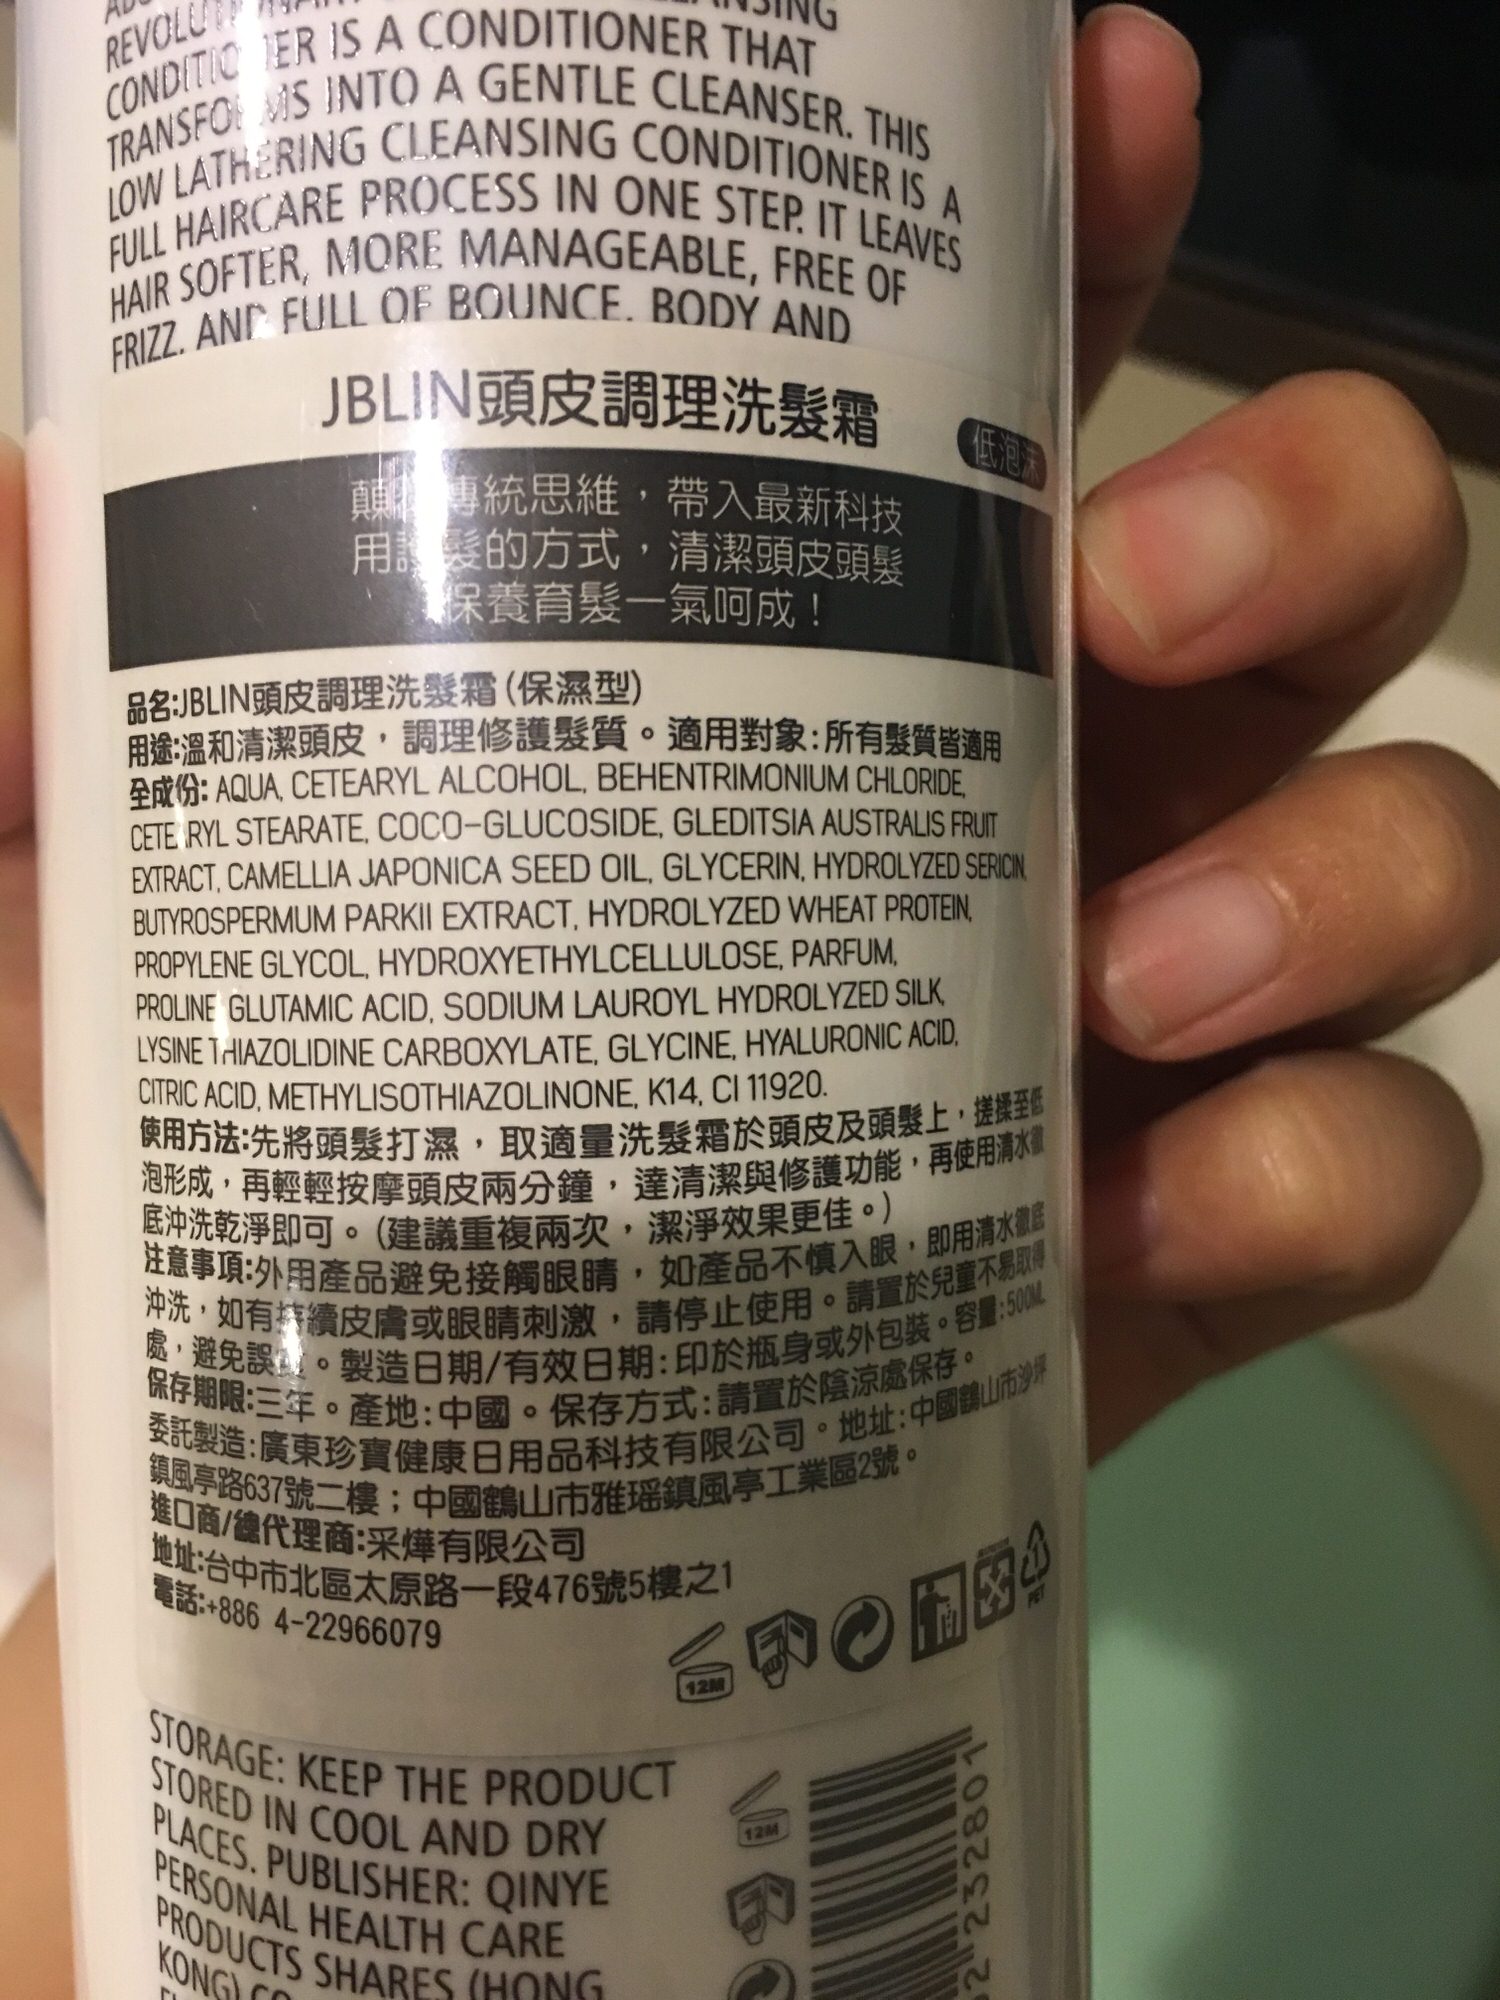 REVOLUTIONARY CLEANSING
CONDITIONER IS A CONDITIONER THAT
TRANSFORMS INTO A GENTLE CLEANSER. THIS
LOW LATHERING CLEANSING CONDITIONER IS A
FULL HAIRCARE PROCESS IN ONE STEP. IT LEAVES
HAIR SOFTER, MORE MANAGEABLE, FREE OF
FRIZZ, AND FULL OF BOUNCE, BODY AND
JBLIN頭皮調理洗髮霜
低泡沫
顛覆傳統思維，帶入最新科技
用護髮的方式，清潔頭皮頭髮
保養育髮一氣呵成！
品名:JBLIN頭皮調理洗髮霜(保濕型)
用途:溫和清潔頭皮，調理修護髮質。適用對象:所有髮質皆適用
全成份: AQUA, CETEARYL ALCOHOL, BEHENTRIMONIUM CHLORIDE,
CETEARYL STEARATE, COCO-GLUCOSIDE, GLEDITSIA AUSTRALIS FRUIT
EXTRACT, CAMELLIA JAPONICA SEED OIL, GLYCERIN, HYDROLYZED SERICIN,
BUTYROSPERMUM PARKII EXTRACT, HYDROLYZED WHEAT PROTEIN,
PROPYLENE GLYCOL, HYDROXYETHYLCELLULOSE, PARFUM,
PROLINE, GLUTAMIC ACID, SODIUM LAUROYL HYDROLYZED SILK,
LYSINE THIAZOLIDINE CARBOXYLATE, GLYCINE, HYALURONIC ACID,
CITRIC ACID, METHYLISOTHIAZOLINONE, K14, CI 11920.
使用方法:先將頭髮打濕，取適量洗髮霜於頭皮及頭髮上，搓揉至低
泡形成，再輕輕按摩頭皮兩分鐘，達清潔與修護功能，再使用清水徹
底沖洗乾淨即可。(建議重複兩次，潔淨效果更佳。)
注意事項:外用產品避免接觸眼睛，如產品不慎入眼，即用清水徹底
沖洗，如有持續皮膚或眼睛刺激，請停止使用。請置於兒童不易取得
處，避免誤食。製造日期/有效日期:印於瓶身或外包裝。容量:500ML
保存期限:三年。產地:中國。保存方式:請置於陰涼處保存。
委託製造:廣東珍寶健康日用品科技有限公司。地址:中國鶴山市沙坪
鎮風亭路637號二樓；中國鶴山市雅瑶鎮風亭工業區2號。
進口商/總代理商:采燁有限公司
地址:台中市北區太原路一段476號5樓之1
電話:+886 4-22966079
12M
PET
STORAGE: KEEP THE PRODUCT
STORED IN COOL AND DRY
PLACES. PUBLISHER: QINYE
PERSONAL HEALTH CARE
PRODUCTS SHARES (HONG
KONG)
12M
2232801